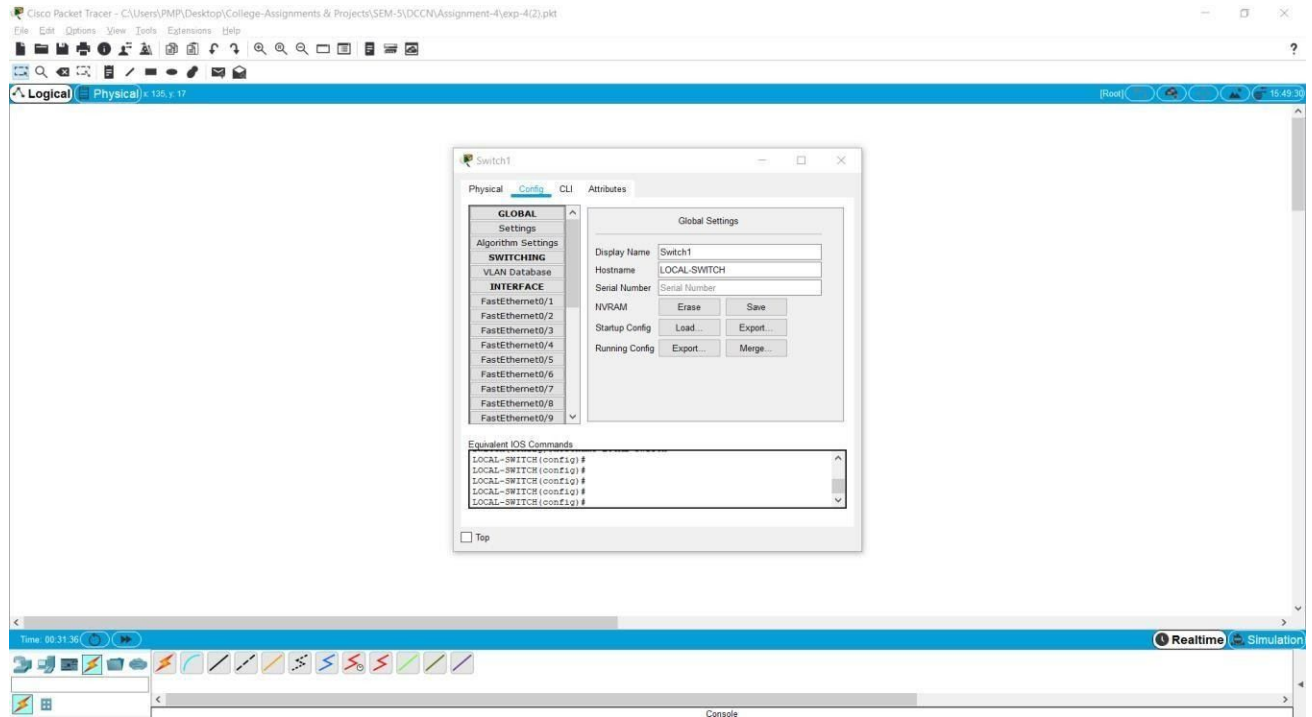 Cisco Packet Tracer - C:\Users\PMP\Desktop\College-Assignments & Projects\SEM-5\DCCN\Assignment-4\exp-4(2).pkt
File Edit Options View Tools Extensions Help
?
Logical Physical x: 135, y: 17 [Root] 15:49:30
Switch1
Physical Config CLI Attributes
GLOBAL
Settings
Algorithm Settings
SWITCHING
VLAN Database
INTERFACE
FastEthernet0/1
FastEthernet0/2
FastEthernet0/3
FastEthernet0/4
FastEthernet0/5
FastEthernet0/6
FastEthernet0/7
FastEthernet0/8
FastEthernet0/9
Global Settings
Display Name Switch1
Hostname LOCAL-SWITCH
Serial Number Serial Number
NVRAM Erase Save
Startup Config Load... Export...
Running Config Export... Merge...
Equivalent IOS Commands
LOCAL-SWITCH(config)#
LOCAL-SWITCH(config)#
LOCAL-SWITCH(config)#
LOCAL-SWITCH(config)#
LOCAL-SWITCH(config)#
Top
Time: 00:31:36 Realtime Simulation
Console